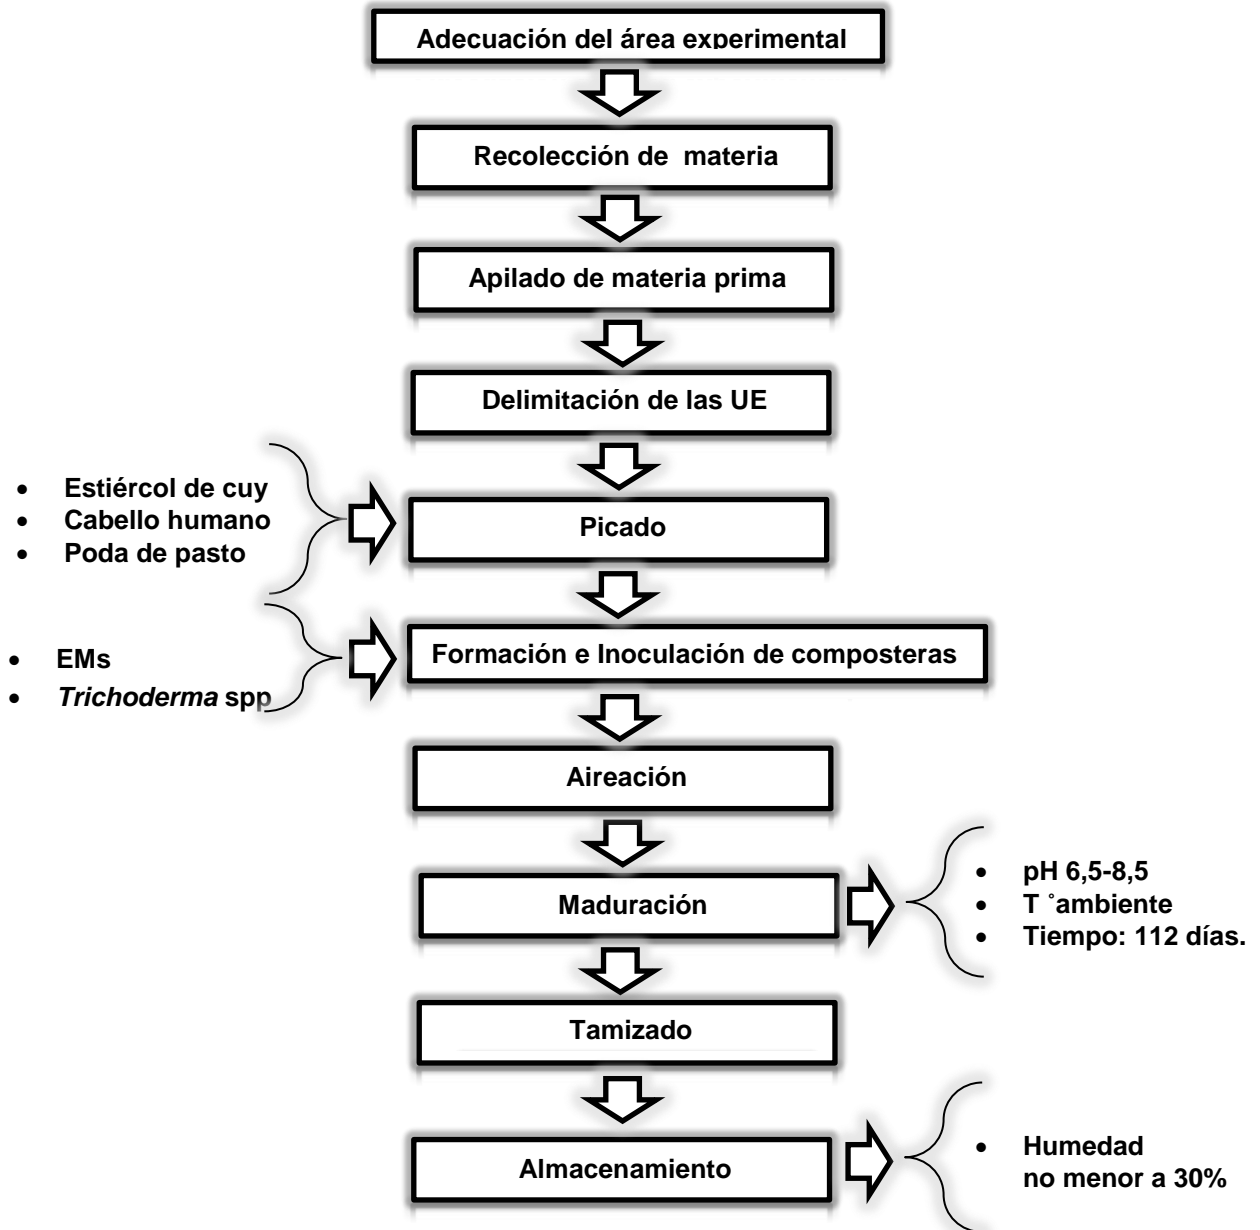 Adecuación del área experimental
Recolección de materia
Apilado de materia prima
Delimitación de las UE
• Estiércol de cuy
• Cabello humano
• Poda de pasto
Picado
• EMs
• Trichoderma spp
Formación e Inoculación de composteras
Aireación
Maduración
• pH 6,5-8,5
• T °ambiente
• Tiempo: 112 días.
Tamizado
Almacenamiento
• Humedad
no menor a 30%